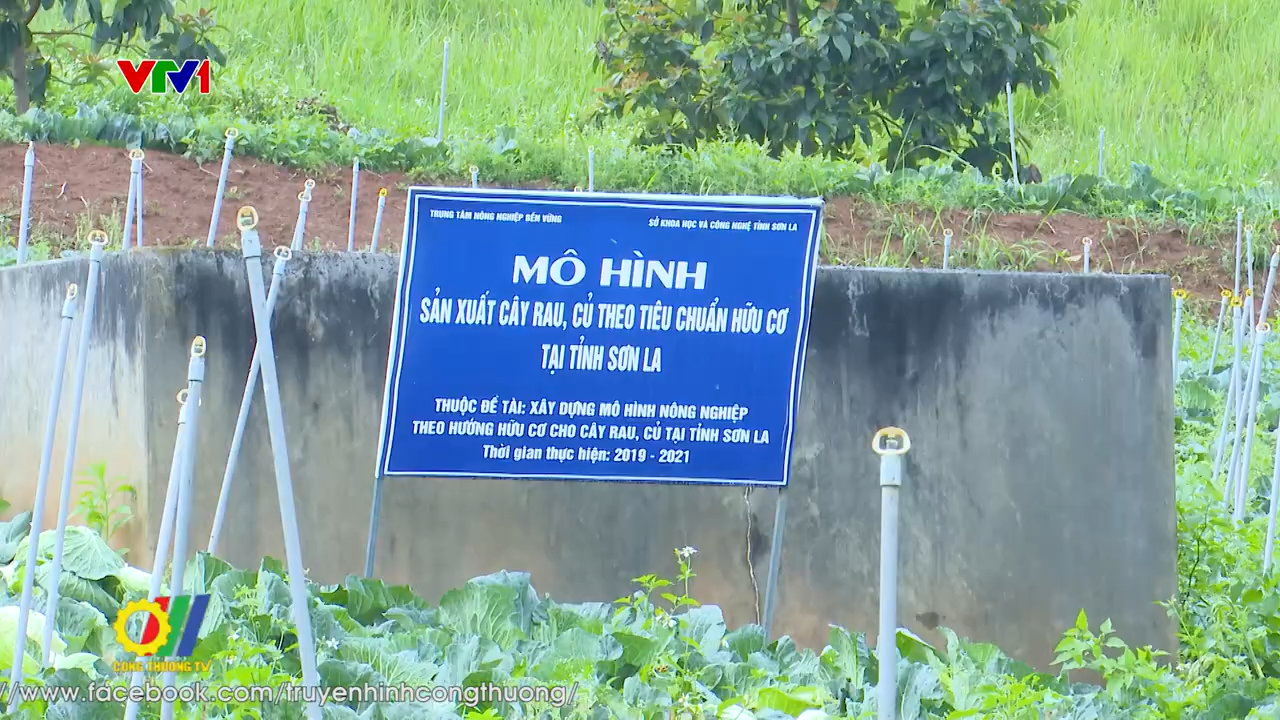 VTV1
TRUNG TÂM NÔNG NGHIỆP BỀN VỮNG
SỞ KHOA HỌC VÀ CÔNG NGHỆ TỈNH SƠN LA
MÔ HÌNH
SẢN XUẤT CÂY RAU, CỦ THEO TIÊU CHUẨN HỮU CƠ
TẠI TỈNH SƠN LA
THUỘC ĐỀ TÀI: XÂY DỰNG MÔ HÌNH NÔNG NGHIỆP
THEO HƯỚNG HỮU CƠ CHO CÂY RAU, CỦ TẠI TỈNH SƠN LA
Thời gian thực hiện: 2019 - 2021
CÔNG THƯƠNG TV
//www.facebook.com/truyenhinhcongthuong/